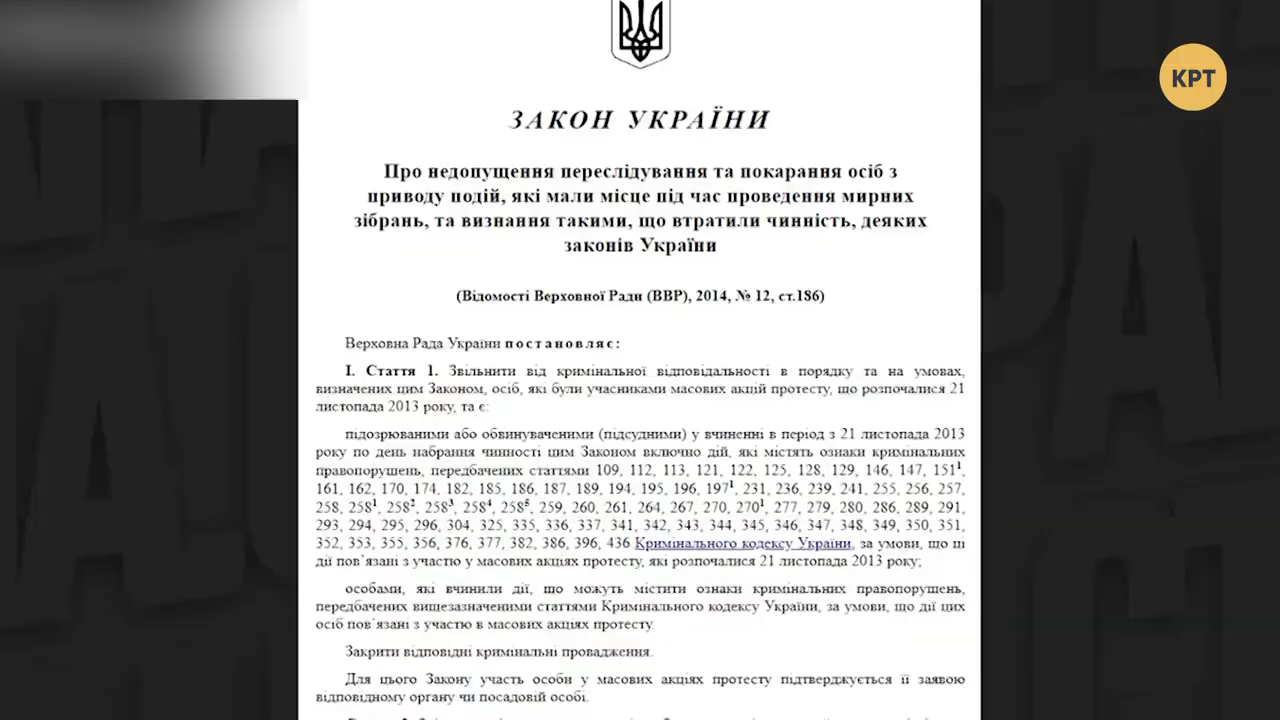 КРТ
ЗАКОН УКРАЇНИ
Про недопущення переслідування та покарання осіб з
приводу подій, які мали місце під час проведення мирних
зібрань, та визнання такими, що втратили чинність, деяких
законів України
(Відомості Верховної Ради (ВВР), 2014, № 12, ст.186)
Верховна Рада України постановляє:
I. Стаття 1. Звільнити від кримінальної відповідальності в порядку та на умовах,
визначених цим Законом, осіб, які були учасниками масових акцій протесту, що розпочалися 21
листопада 2013 року, та є:
підозрюваними або обвинуваченими (підсудними) у вчиненні в період з 21 листопада 2013
року по день набрання чинності цим Законом включно дій, які містять ознаки кримінальних
правопорушень, передбачених статтями 109, 112, 113, 121, 122, 125, 128, 129, 146, 147, 151¹,
161, 162, 170, 174, 182, 185, 186, 187, 189, 194, 195, 196, 197¹, 231, 236, 239, 241, 255, 256, 257,
258, 258¹, 258², 258³, 258⁴, 258⁵, 259, 260, 261, 264, 267, 270, 270¹, 277, 279, 280, 286, 289, 291,
293, 294, 295, 296, 304, 325, 335, 336, 337, 341, 342, 343, 344, 345, 346, 347, 348, 349, 350, 351,
352, 353, 355, 356, 376, 377, 382, 386, 396, 436 Кримінального кодексу України, за умови, що ці
дії пов'язані з участю у масових акціях протесту, які розпочалися 21 листопада 2013 року;
особами, які вчинили дії, що можуть містити ознаки кримінальних правопорушень,
передбачених вищезазначеними статтями Кримінального кодексу України, за умови, що дії цих
осіб пов'язані з участю в масових акціях протесту.
Закрити відповідні кримінальні провадження.
Для цього Закону участь особи у масових акціях протесту підтверджується її заявою
відповідному органу чи посадовій особі.